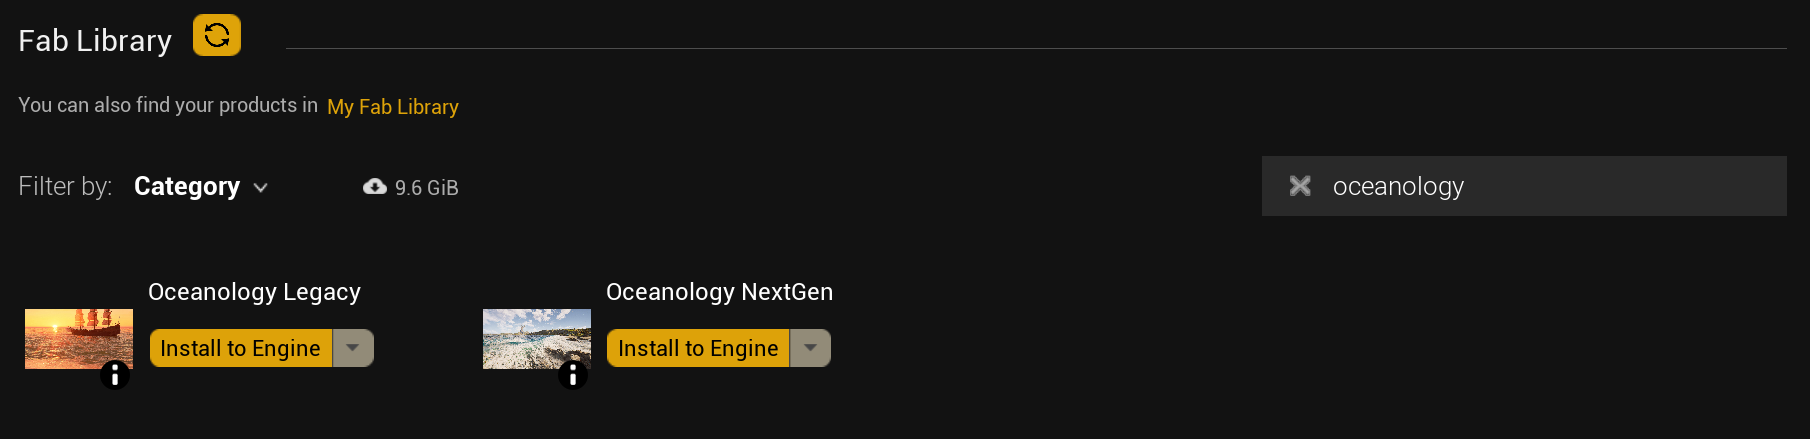 Fab Library
You can also find your products in My Fab Library
Filter by: Category 9.6 GiB oceanology
Oceanology Legacy Oceanology NextGen
Install to Engine Install to Engine